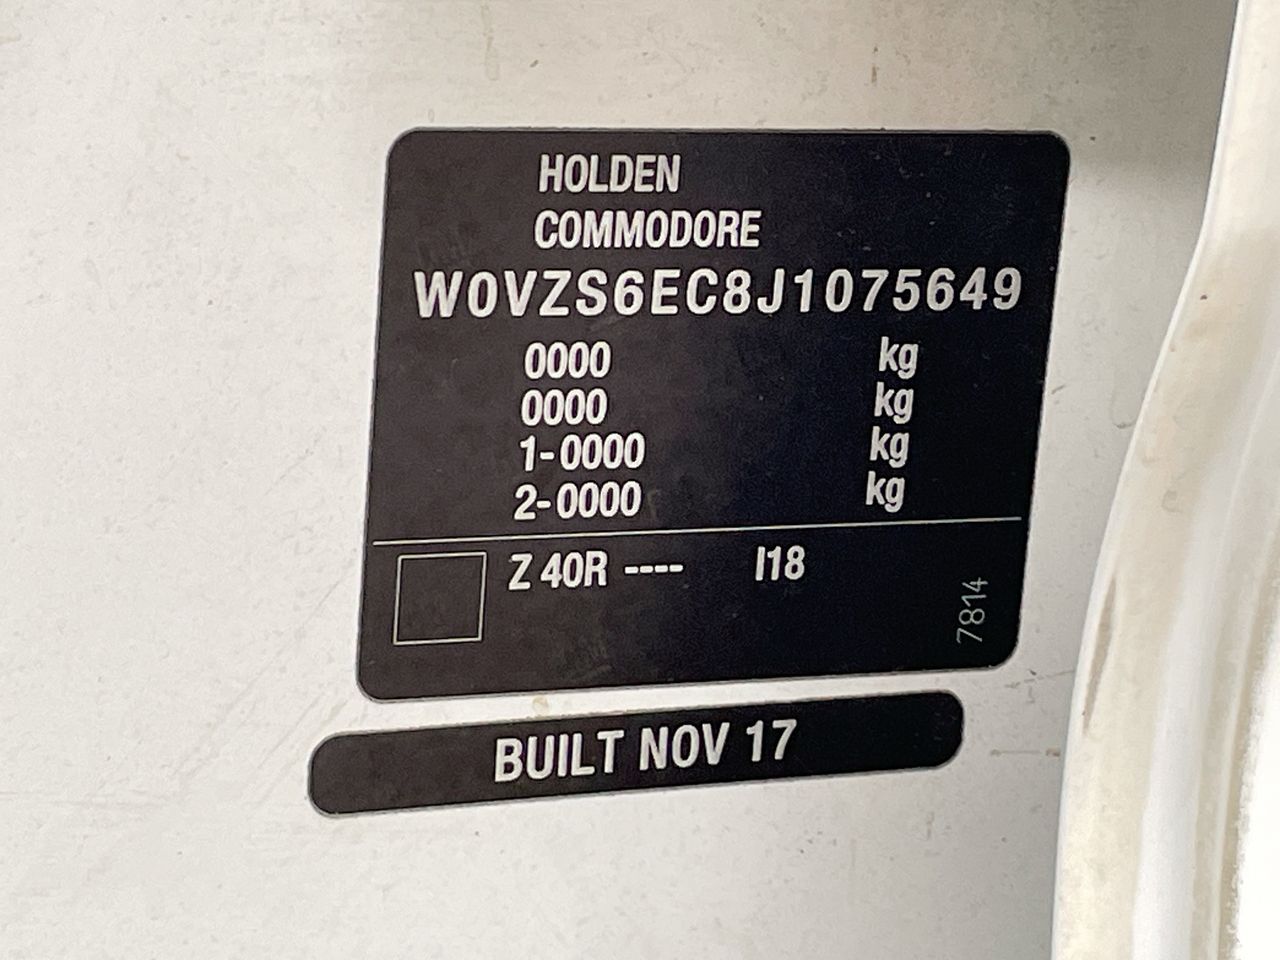 HOLDEN
COMMODORE
W0VZS6EC8J1075649
0000 kg
0000 kg
1-0000 kg
2-0000 kg
Z 40R ---- I18
7814
BUILT NOV 17